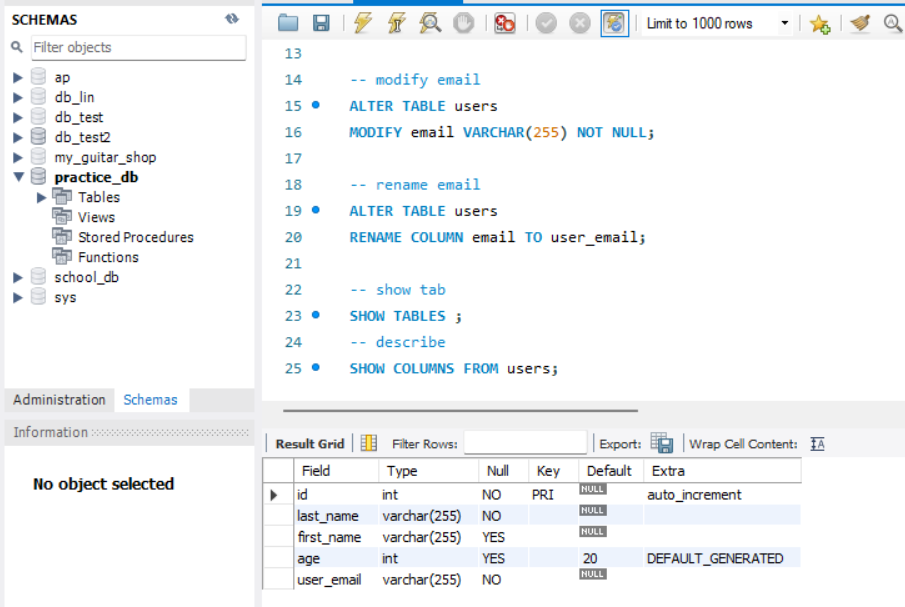 SCHEMAS
Filter objects
ap
db_lin
db_test
db_test2
my_guitar_shop
practice_db
Tables
Views
Stored Procedures
Functions
school_db
sys
Administration Schemas
Information
No object selected
Limit to 1000 rows
13
14 -- modify email
15 ALTER TABLE users
16 MODIFY email VARCHAR(255) NOT NULL;
17
18 -- rename email
19 ALTER TABLE users
20 RENAME COLUMN email TO user_email;
21
22 -- show tab
23 SHOW TABLES ;
24 -- describe
25 SHOW COLUMNS FROM users;
Result Grid Filter Rows: Export: Wrap Cell Content:
Field Type Null Key Default Extra
id int NO PRI NULL auto_increment
last_name varchar(255) NO NULL
first_name varchar(255) YES NULL
age int YES 20 DEFAULT_GENERATED
user_email varchar(255) NO NULL